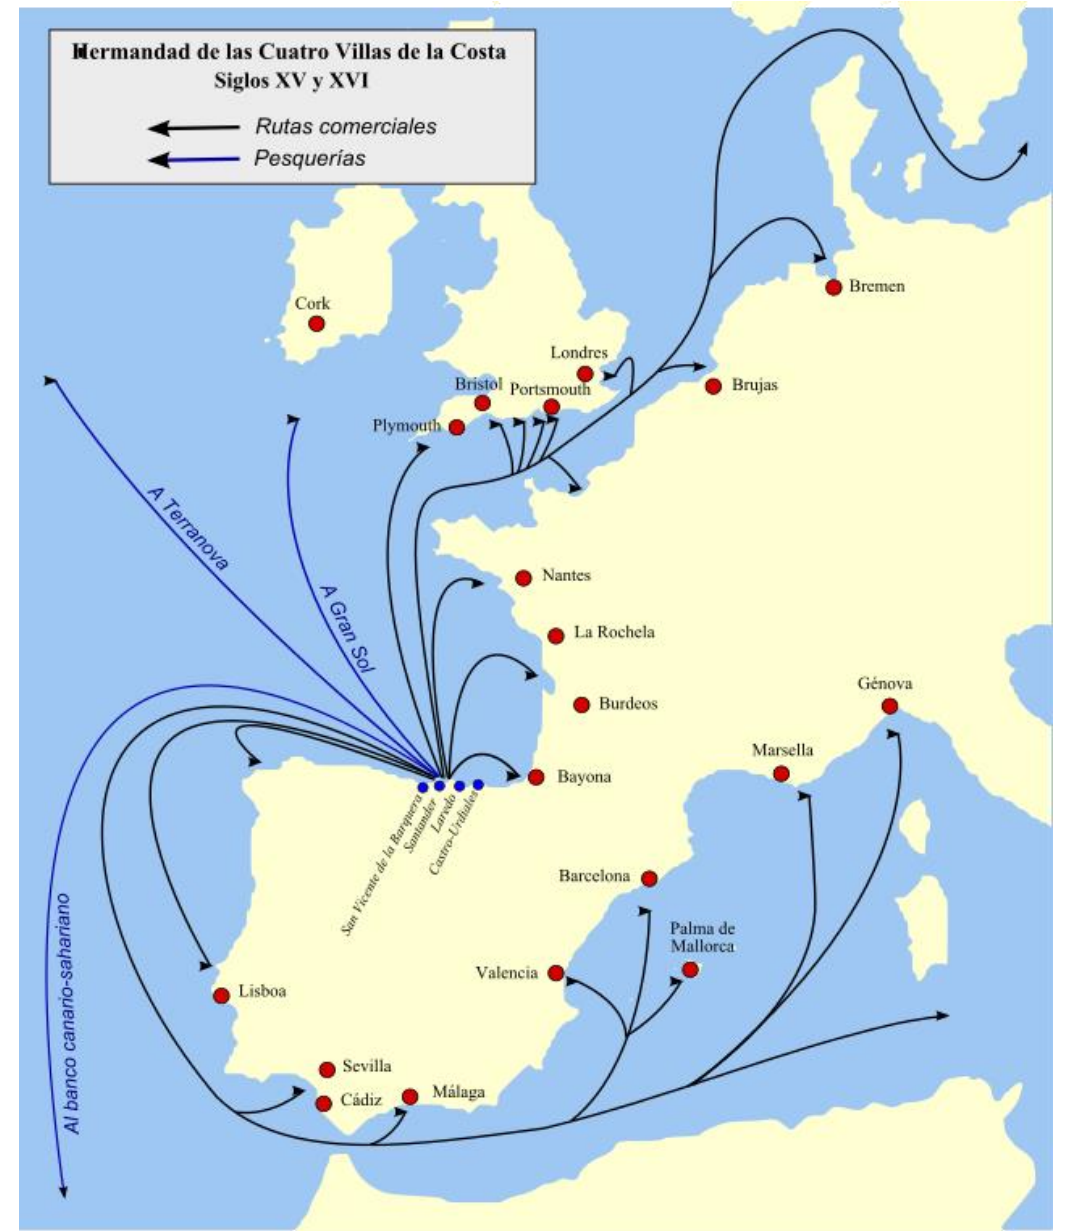 Hermandad de las Cuatro Villas de la Costa
Siglos XV y XVI
Rutas comerciales
Pesquerías
Cork
Bremen
Londres
Bristol
Portsmouth
Brujas
Plymouth
A Terranova
A Gran Sol
Nantes
La Rochela
Burdeos
Génova
Marsella
Bayona
San Vicente de la Barquera
Santander
Laredo
Castro-Urdiales
Barcelona
Palma de
Mallorca
Valencia
Lisboa
Al banco canario-sahariano
Sevilla
Cádiz
Málaga